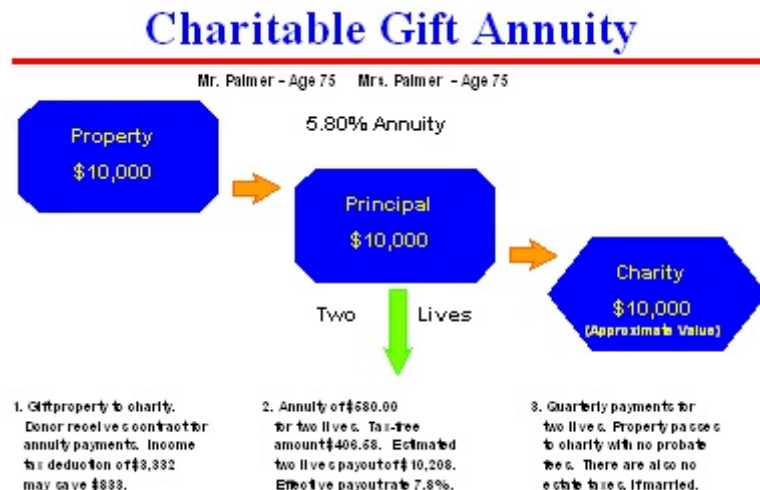 Charitable Gift Annuity
Mr. Palmer - Age 75 Mrs. Palmer - Age 75
5.80% Annuity
Property
$10,000
Principal
$10,000
Charity
$10,000
(Approximate Value)
Two Lives
1. Gift property to charity.
Donor receives contract for
annuity payments. Income
tax deduction of $3,332
may save $833.
2. Annuity of $580.00
for two lives. Tax-free
amount $406.58. Estimated
two lives payout of $10,208.
Effective payout rate 7.8%.
3. Quarterly payments for
two lives. Property passes
to charity with no probate
fees. There are also no
estate taxes, if married.